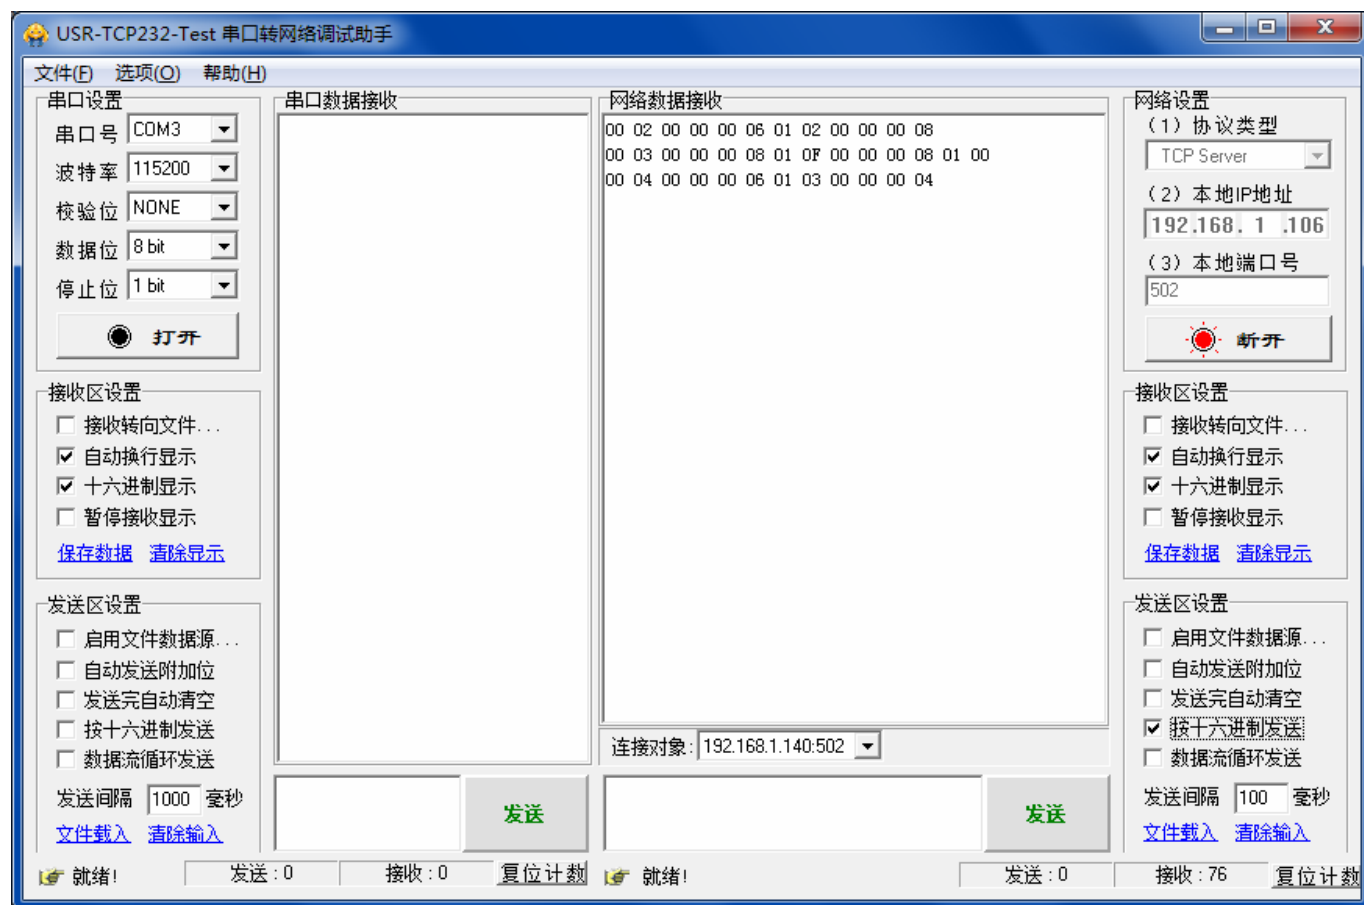 USR-TCP232-Test 串口转网络调试助手
文件(F) 选项(O) 帮助(H)
串口设置
串口号 COM3
波特率 115200
校验位 NONE
数据位 8 bit
停止位 1 bit
打开
接收区设置
接收转向文件...
自动换行显示
十六进制显示
暂停接收显示
保存数据 清除显示
发送区设置
启用文件数据源...
自动发送附加位
发送完自动清空
按十六进制发送
数据流循环发送
发送间隔 1000 毫秒
文件载入 清除输入
串口数据接收
发送
网络数据接收
00 02 00 00 00 06 01 02 00 00 00 08
00 03 00 00 00 08 01 0F 00 00 00 08 01 00
00 04 00 00 00 06 01 03 00 00 00 04
连接对象: 192.168.1.140:502
发送
网络设置
(1) 协议类型
TCP Server
(2) 本地IP地址
192.168. 1 .106
(3) 本地端口号
502
断开
接收区设置
接收转向文件...
自动换行显示
十六进制显示
暂停接收显示
保存数据 清除显示
发送区设置
启用文件数据源...
自动发送附加位
发送完自动清空
按十六进制发送
数据流循环发送
发送间隔 100 毫秒
文件载入 清除输入
就绪! 发送:0 接收:0 复位计数 就绪! 发送:0 接收:76 复位计数